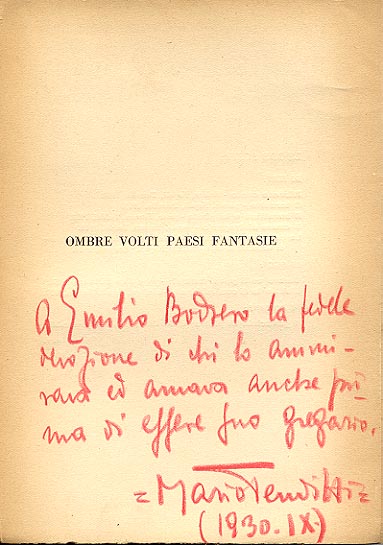 OMBRE VOLTI PAESI FANTASIE
A Emilio Bodrero la fedele
devozione di chi lo ammi-
rava ed amava anche pri-
ma di essere suo gregario.
=Mario Venditti=
(1930.IX)